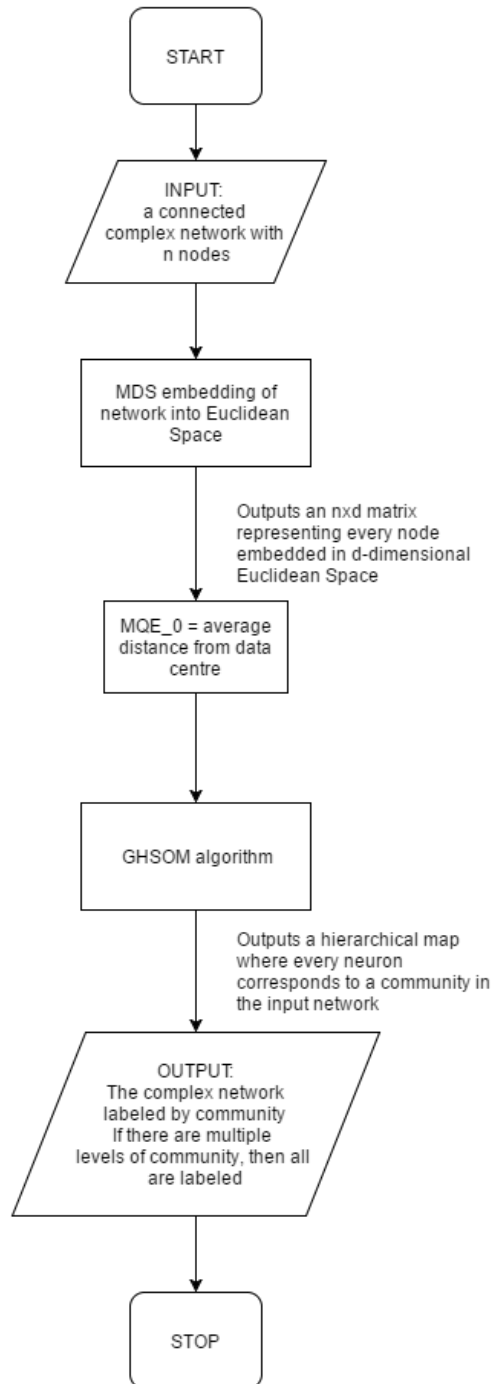 START
INPUT:
a connected
complex network with
n nodes
MDS embedding of
network into Euclidean
Space
Outputs an nxd matrix
representing every node
embedded in d-dimensional
Euclidean Space
MQE_0 = average
distance from data
centre
GHSOM algorithm
Outputs a hierarchical map
where every neuron
corresponds to a community in
the input network
OUTPUT:
The complex network
labeled by community
If there are multiple
levels of community, then all
are labeled
STOP